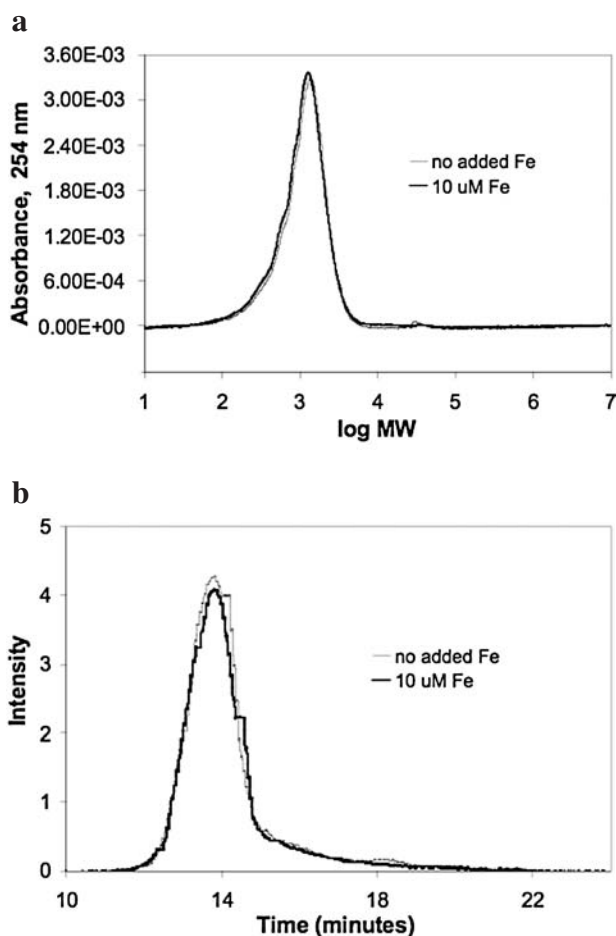 a
3.60E-03
3.00E-03
2.40E-03
1.80E-03
1.20E-03
6.00E-04
0.00E+00
Absorbance, 254 nm
no added Fe
10 uM Fe
1 2 3 4 5 6 7
log MW
b
5
4
3
2
1
0
Intensity
no added Fe
10 uM Fe
10 14 18 22
Time (minutes)